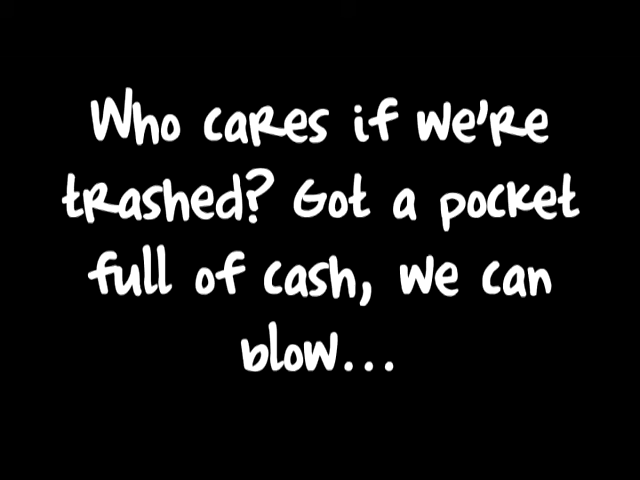 Who cares if we're
trashed? Got a pocket
full of cash, we can
blow...